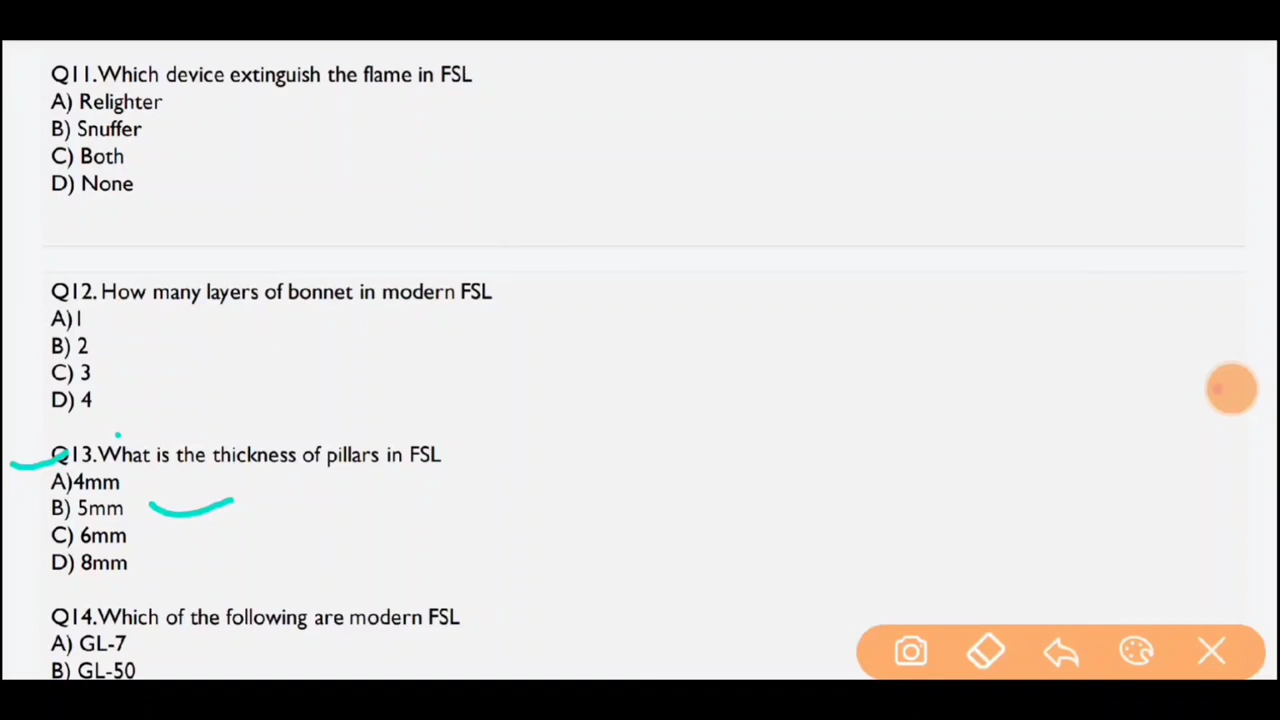 Q11.Which device extinguish the flame in FSL
A) Relighter
B) Snuffer
C) Both
D) None
Q12. How many layers of bonnet in modern FSL
A)1
B) 2
C) 3
D) 4
Q13.What is the thickness of pillars in FSL
A)4mm
B) 5mm
C) 6mm
D) 8mm
Q14.Which of the following are modern FSL
A) GL-7
B) GL-50